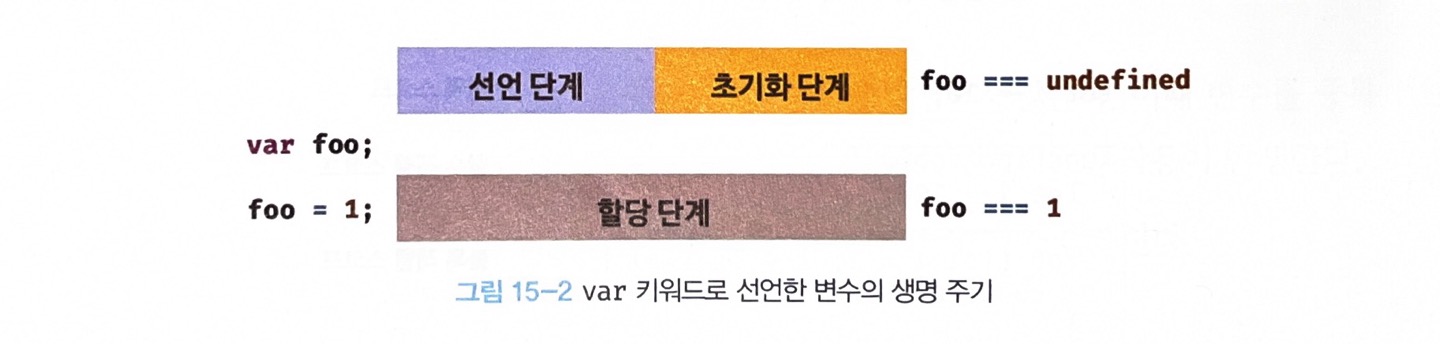 선언 단계 초기화 단계 foo === undefined
var foo;
foo = 1; 할당 단계 foo === 1
그림 15-2 var 키워드로 선언한 변수의 생명 주기